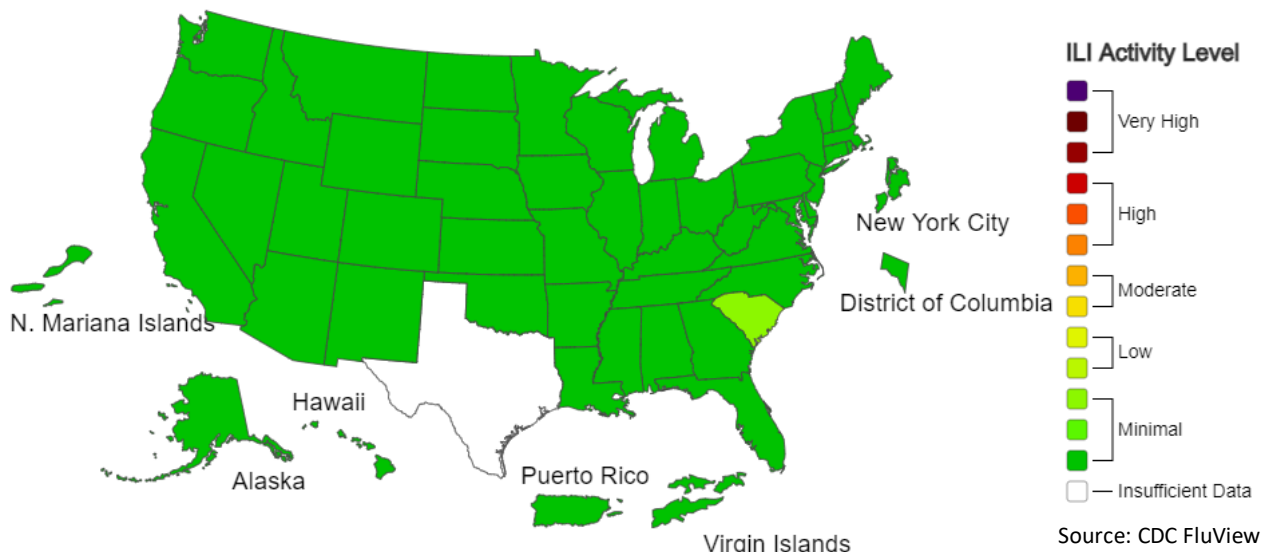 ILI Activity Level
Very High
High
Moderate
Low
Minimal
Insufficient Data
New York City
District of Columbia
N. Mariana Islands
Hawaii
Alaska
Puerto Rico
Virgin Islands
Source: CDC FluView